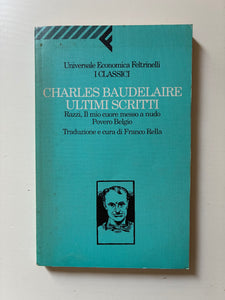 Universale Economica Feltrinelli
I CLASSICI
CHARLES BAUDELAIRE
ULTIMI SCRITTI
Razzi, Il mio cuore messo a nudo
Povero Belgio
Traduzione e cura di Franco Rella